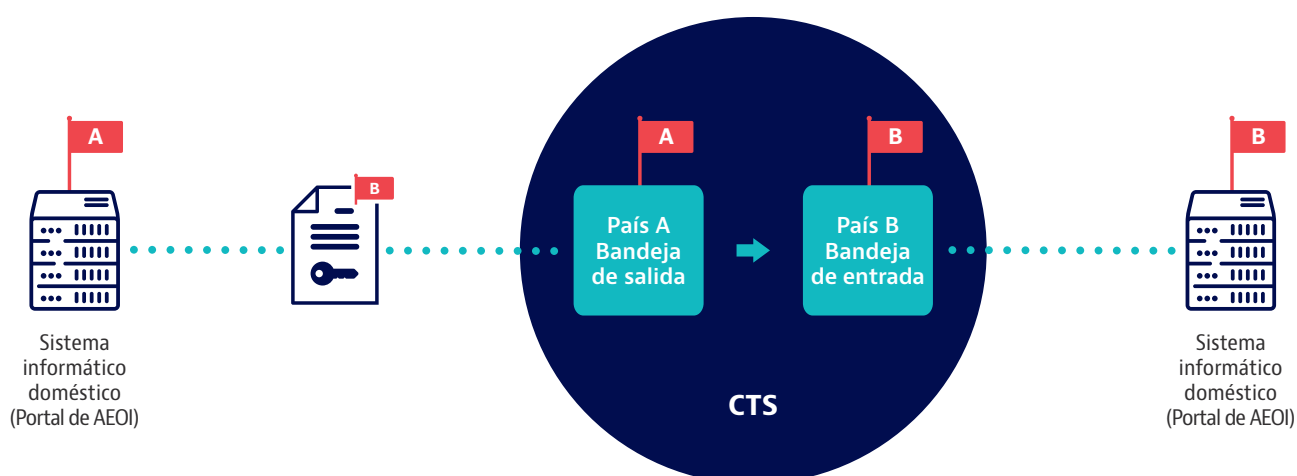 A
Sistema
informático
doméstico
(Portal de AEOI)
B
A
País A
Bandeja
de salida
B
País B
Bandeja
de entrada
CTS
B
Sistema
informático
doméstico
(Portal de AEOI)